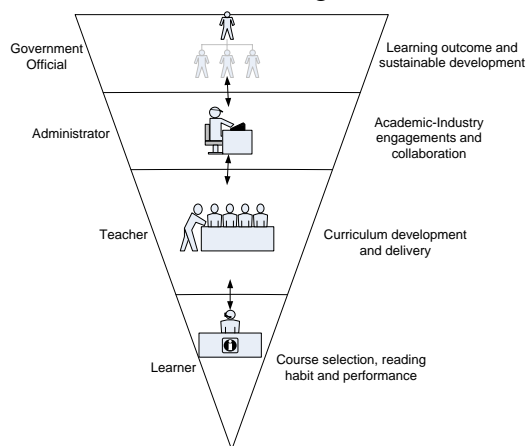 Government
Official
Learning outcome and
sustainable development
Administrator
Academic-Industry
engagements and
collaboration
Teacher
Curriculum development
and delivery
Learner
Course selection, reading
habit and performance